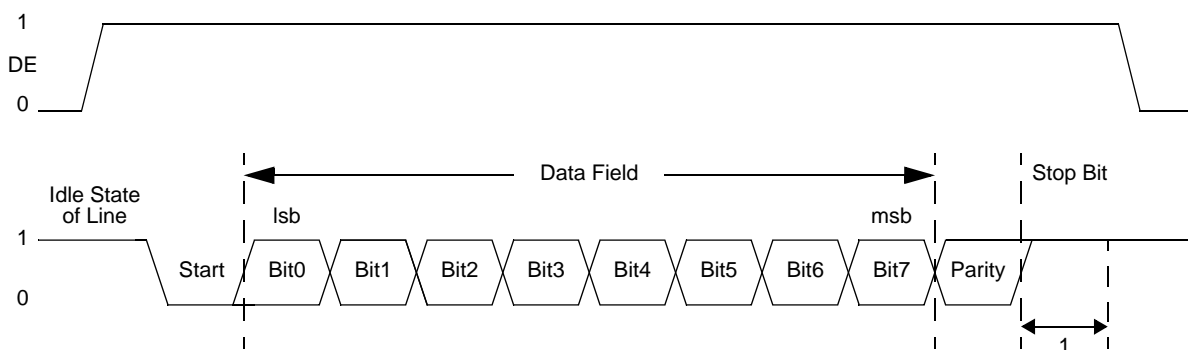 1
DE
0
Data Field
Stop Bit
Idle State
of Line
lsb
msb
1
Start
Bit0
Bit1
Bit2
Bit3
Bit4
Bit5
Bit6
Bit7
Parity
0
1